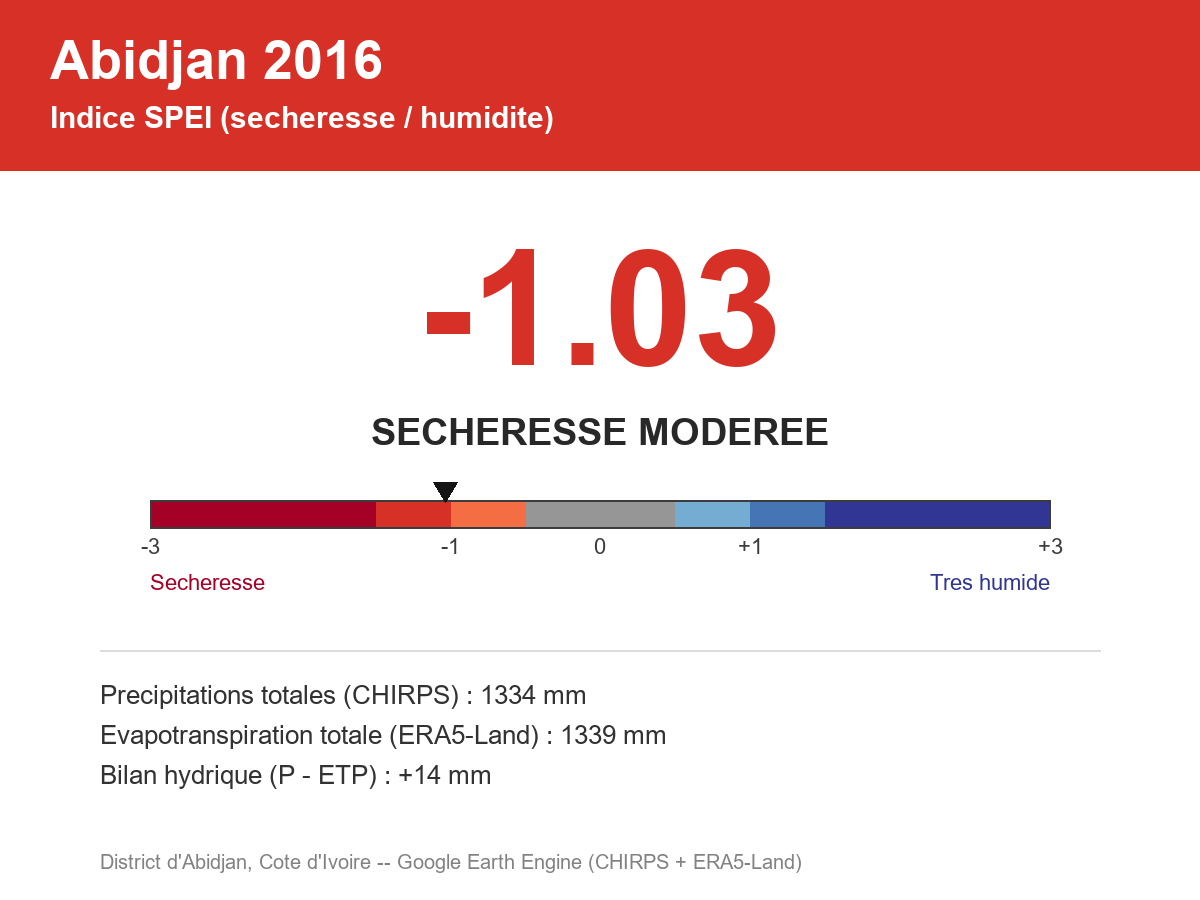 Abidjan 2016
Indice SPEI (secheresse / humidite)
-1.03
SECHERESSE MODEREE
-3 -1 0 +1 +3
Secheresse Tres humide
Precipitations totales (CHIRPS) : 1334 mm
Evapotranspiration totale (ERA5-Land) : 1339 mm
Bilan hydrique (P - ETP) : +14 mm
District d'Abidjan, Cote d'Ivoire -- Google Earth Engine (CHIRPS + ERA5-Land)